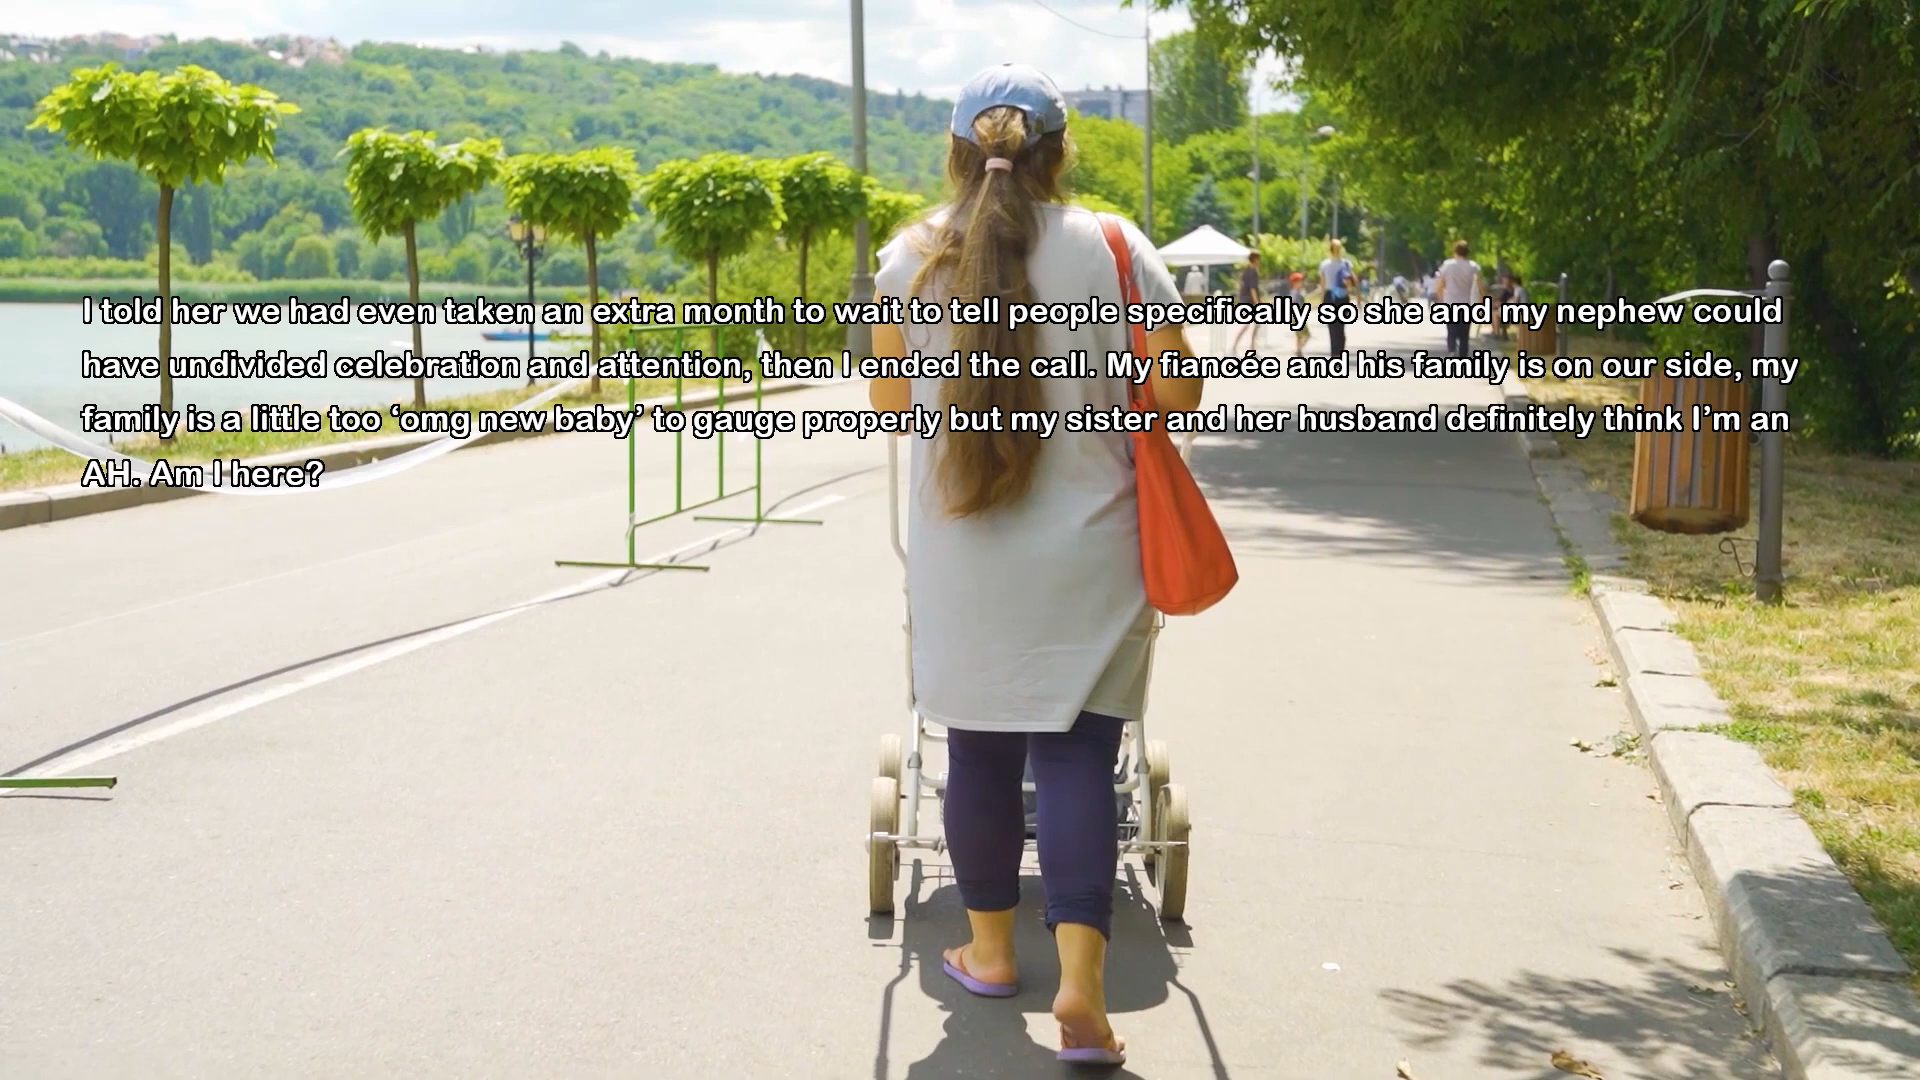 I told her we had even taken an extra month to wait to tell people specifically so she and my nephew could
have undivided celebration and attention, then I ended the call. My fiancée and his family is on our side, my
family is a little too ‘omg new baby’ to gauge properly but my sister and her husband definitely think I’m an
AH. Am I here?